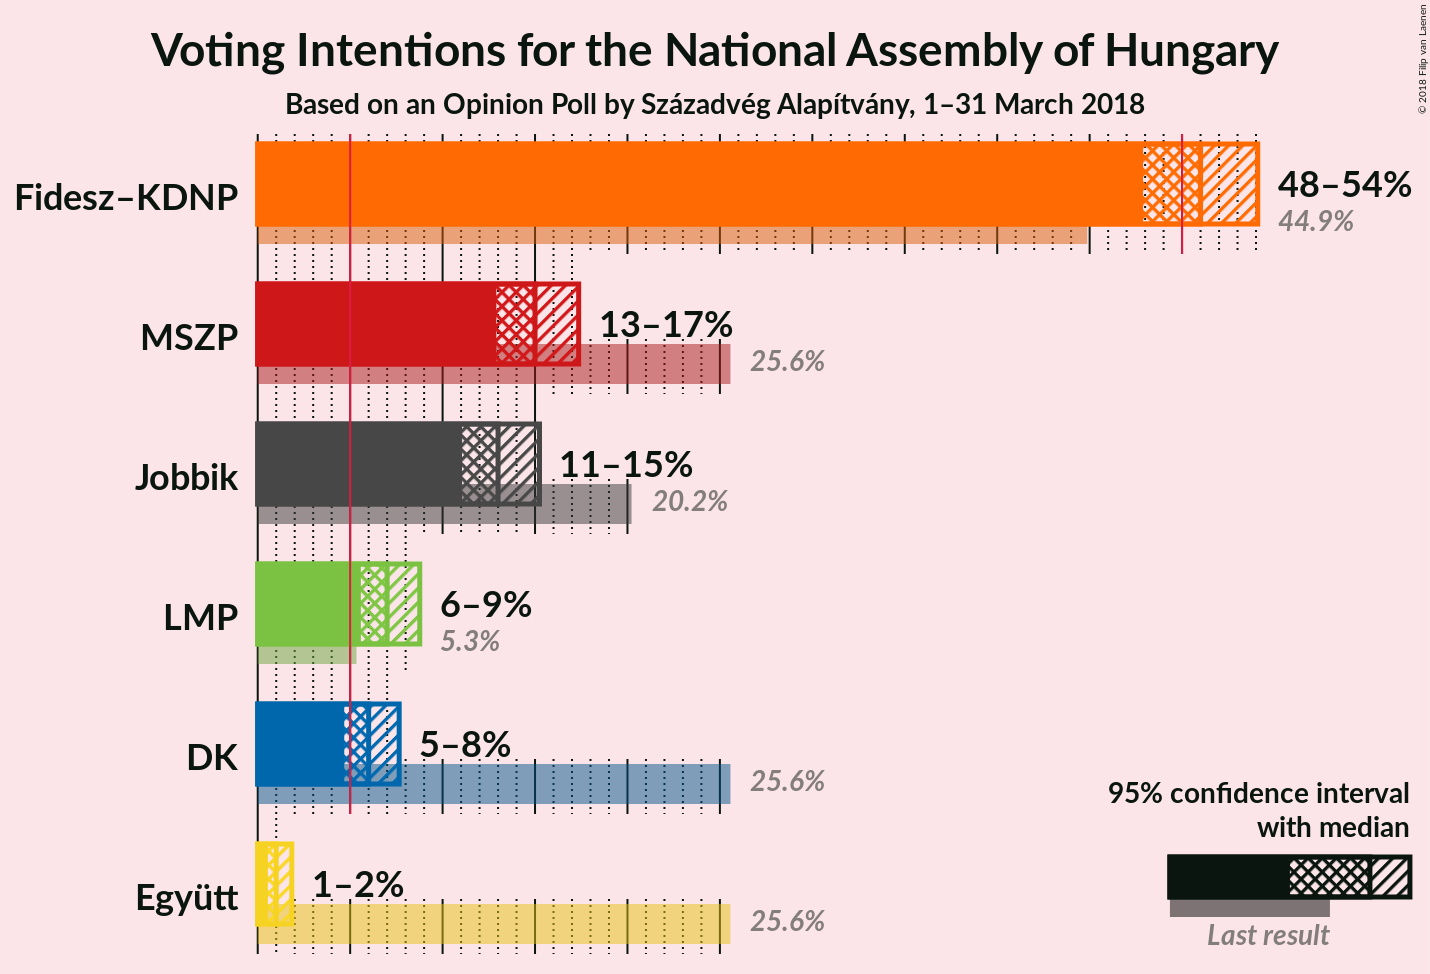 Voting Intentions for the National Assembly of Hungary
Based on an Opinion Poll by Századvég Alapítvány, 1–31 March 2018
© 2018 Filip van Laenen
Fidesz–KDNP
48–54%
44.9%
MSZP
13–17%
25.6%
Jobbik
11–15%
20.2%
LMP
6–9%
5.3%
DK
5–8%
25.6%
Együtt
1–2%
25.6%
95% confidence interval
with median
Last result